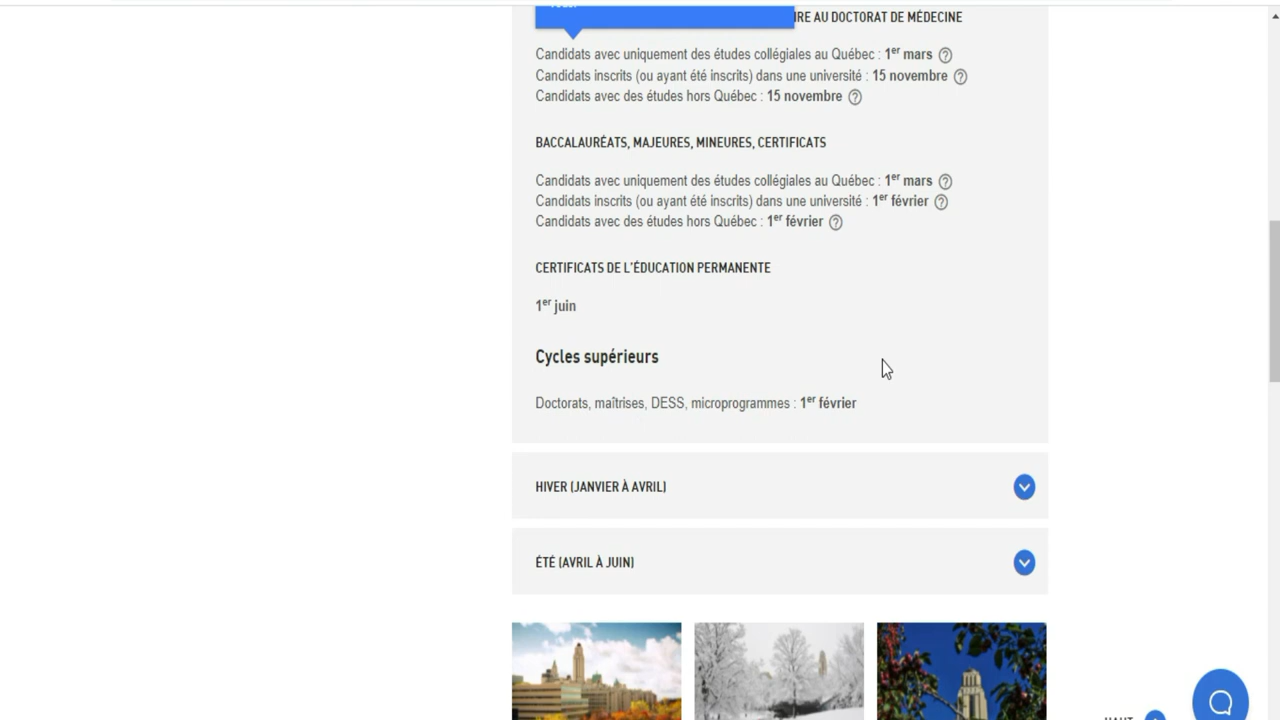 IRE AU DOCTORAT DE MÉDECINE
Candidats avec uniquement des études collégiales au Québec : 1er mars
Candidats inscrits (ou ayant été inscrits) dans une université : 15 novembre
Candidats avec des études hors Québec : 15 novembre
BACCALAURÉATS, MAJEURES, MINEURES, CERTIFICATS
Candidats avec uniquement des études collégiales au Québec : 1er mars
Candidats inscrits (ou ayant été inscrits) dans une université : 1er février
Candidats avec des études hors Québec : 1er février
CERTIFICATS DE L'ÉDUCATION PERMANENTE
1er juin
Cycles supérieurs
Doctorats, maîtrises, DESS, microprogrammes : 1er février
HIVER (JANVIER À AVRIL)
ÉTÉ (AVRIL À JUIN)
HAUT